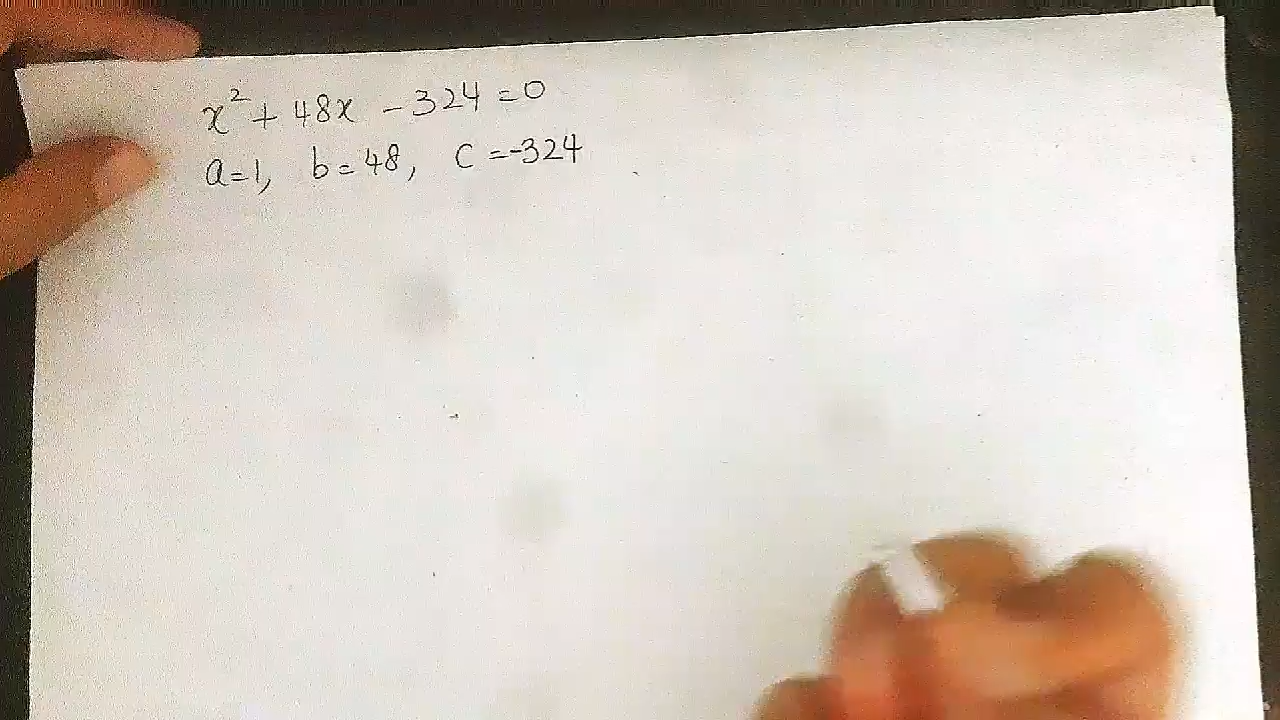 x² + 48x - 324 = 0
a=1, b=48, c=-324